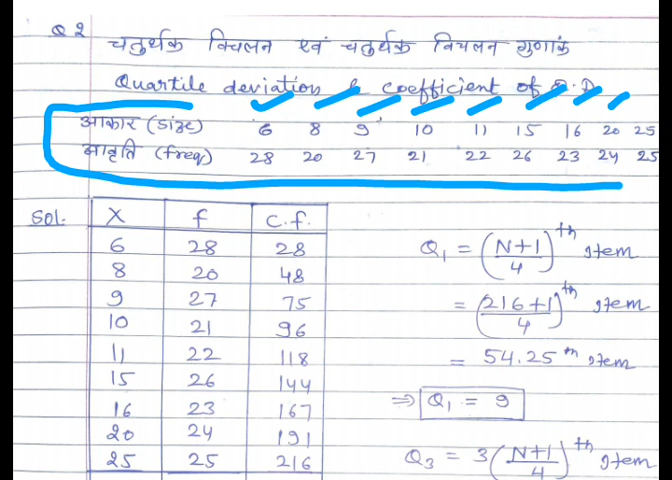 Q 2
चतुर्थक विचलन एवं चतुर्थक विचलन गुणांक
Quartile deviation & coefficient of Q.D
आकार (Size) 6 8 9 10 11 15 16 20 25
आवृति (freq) 28 20 27 21 22 26 23 24 25
Sol.
X f C.f.
6 28 28
8 20 48
9 27 75
10 21 96
11 22 118
15 26 144
16 23 167
20 24 191
25 25 216
Q₁ = (N+1/4)th Item
= (216+1/4)th Item
= 54.25th Item
⇒ Q₁ = 9
Q₃ = 3(N+1/4)th Item